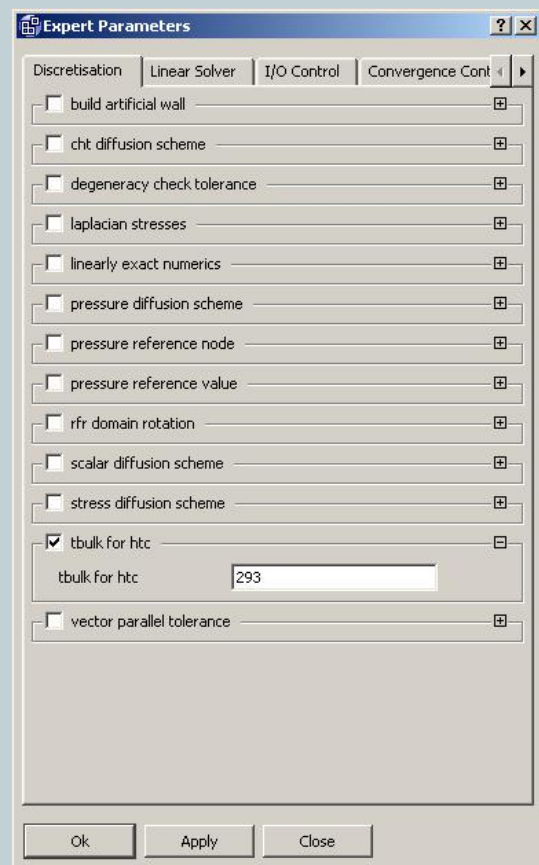 Expert Parameters
Discretisation
Linear Solver
I/O Control
Convergence Cont
build artificial wall
cht diffusion scheme
degeneracy check tolerance
laplacian stresses
linearly exact numerics
pressure diffusion scheme
pressure reference node
pressure reference value
rfr domain rotation
scalar diffusion scheme
stress diffusion scheme
tbulk for htc
tbulk for htc 293
vector parallel tolerance
Ok
Apply
Close